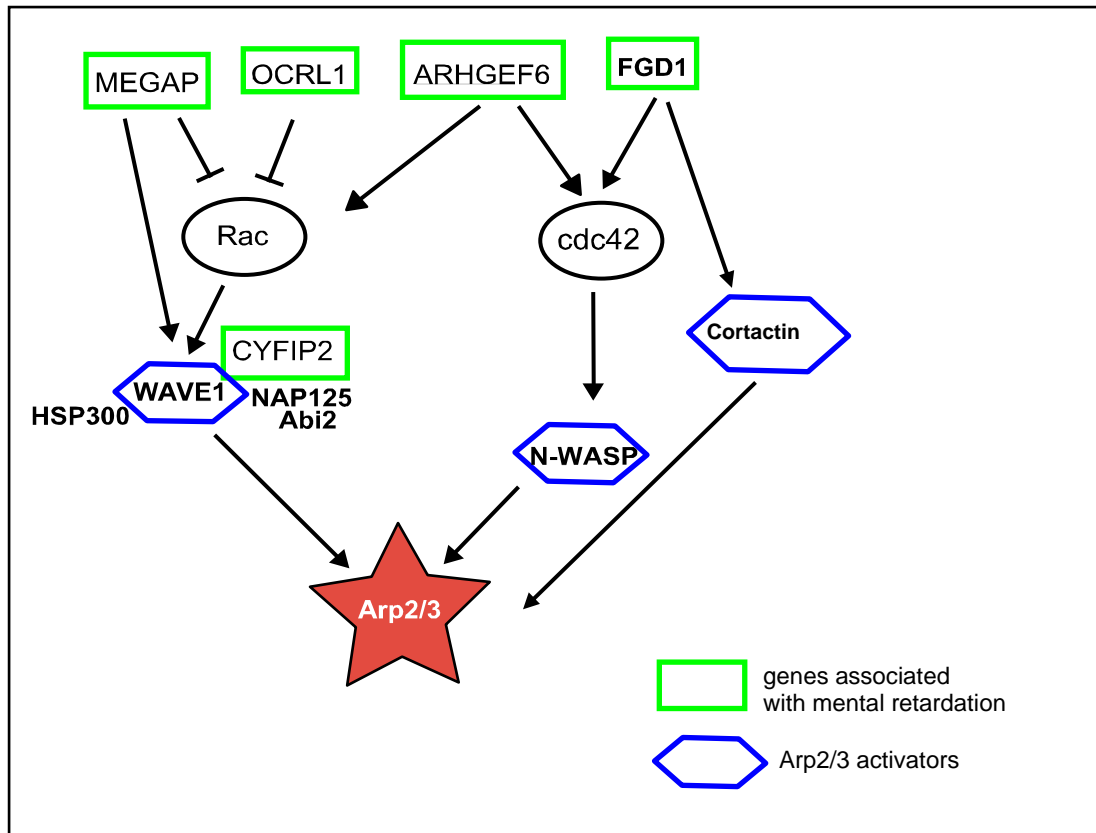 MEGAP
OCRL1
ARHGEF6
FGD1
Rac
cdc42
Cortactin
CYFIP2
WAVE1
HSP300
NAP125
Abi2
N-WASP
Arp2/3
genes associated
with mental retardation
Arp2/3 activators